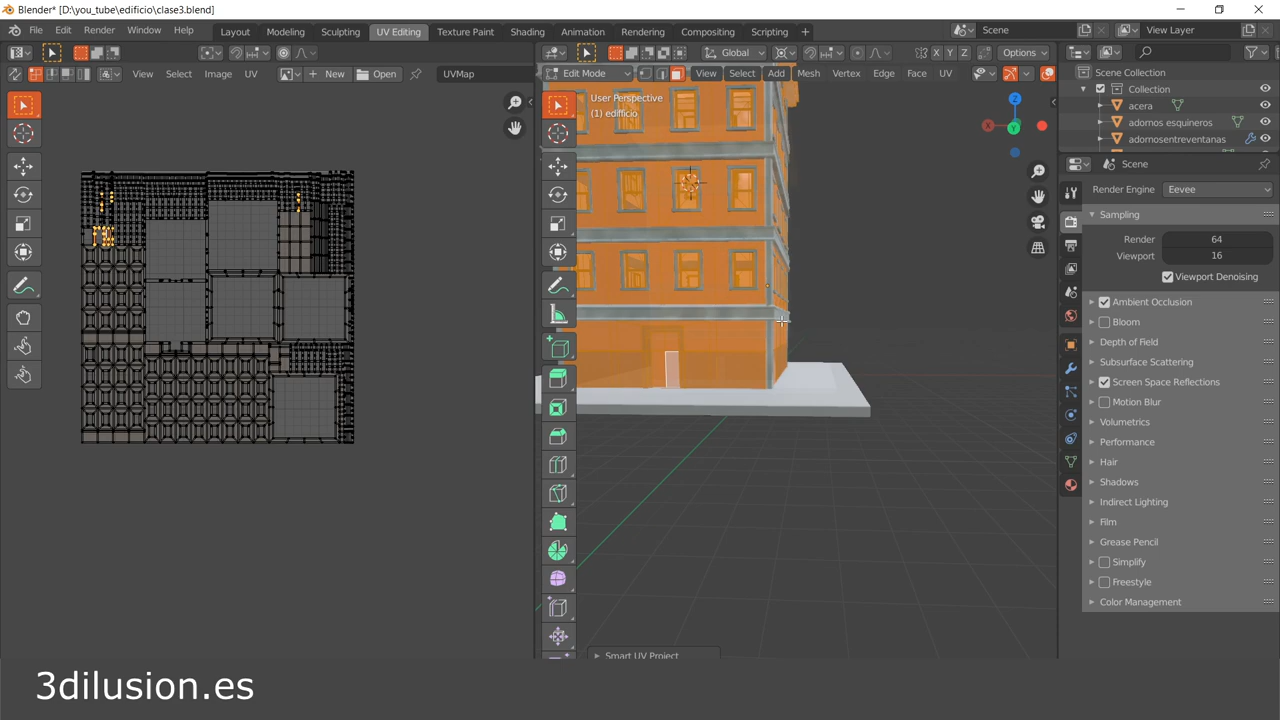 Blender* [D:\you_tube\edificio\clase3.blend]
File Edit Render Window Help Layout Modeling Sculpting UV Editing Texture Paint Shading Animation Rendering Compositing Scripting + Scene View Layer
Global Options
View Select Image UV New Open UVMap Edit Mode View Select Add Mesh Vertex Edge Face UV
Scene Collection
Collection
acera
adornos esquineros
adornosentreventanas
User Perspective
(1) edifficio
Scene
Render Engine Eevee
Sampling
Render 64
Viewport 16
Viewport Denoising
Ambient Occlusion
Bloom
Depth of Field
Subsurface Scattering
Screen Space Reflections
Motion Blur
Volumetrics
Performance
Hair
Shadows
Indirect Lighting
Film
Grease Pencil
Simplify
Freestyle
Color Management
Smart UV Project
3dilusion.es